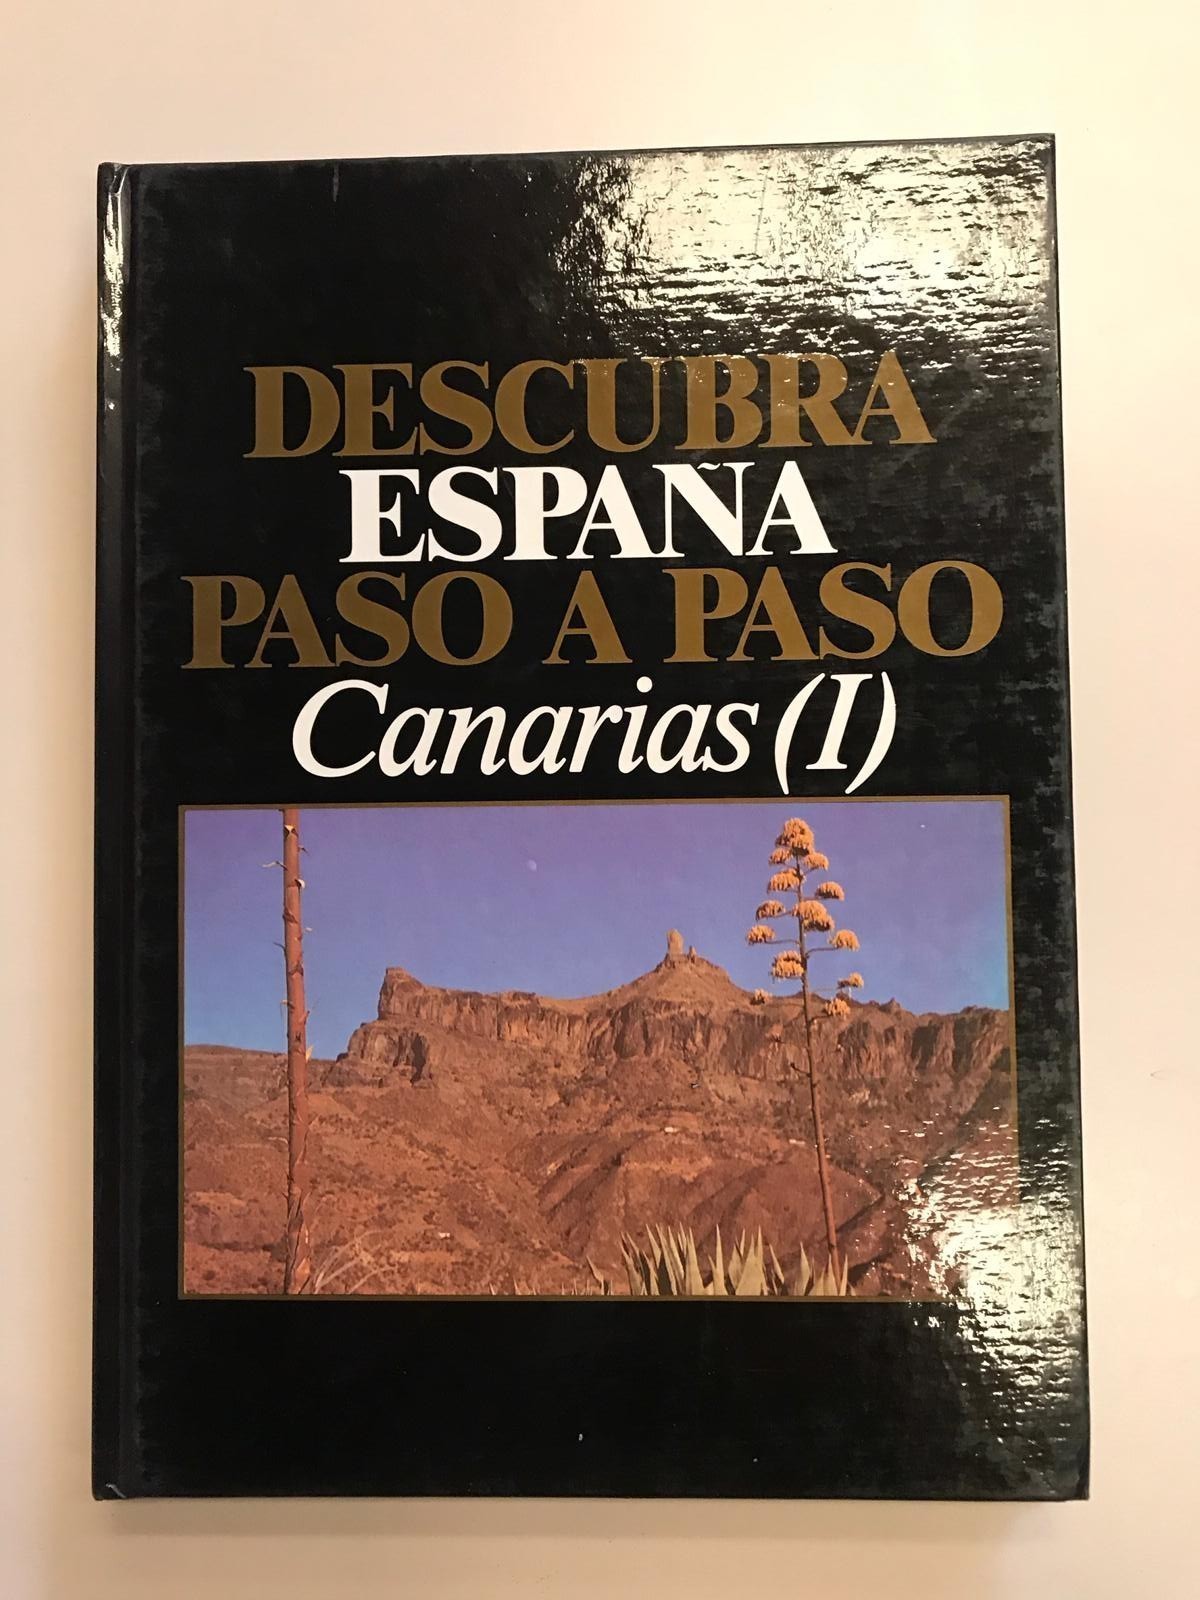 DESCUBRA
ESPAÑA
PASO A PASO
Canarias (I)